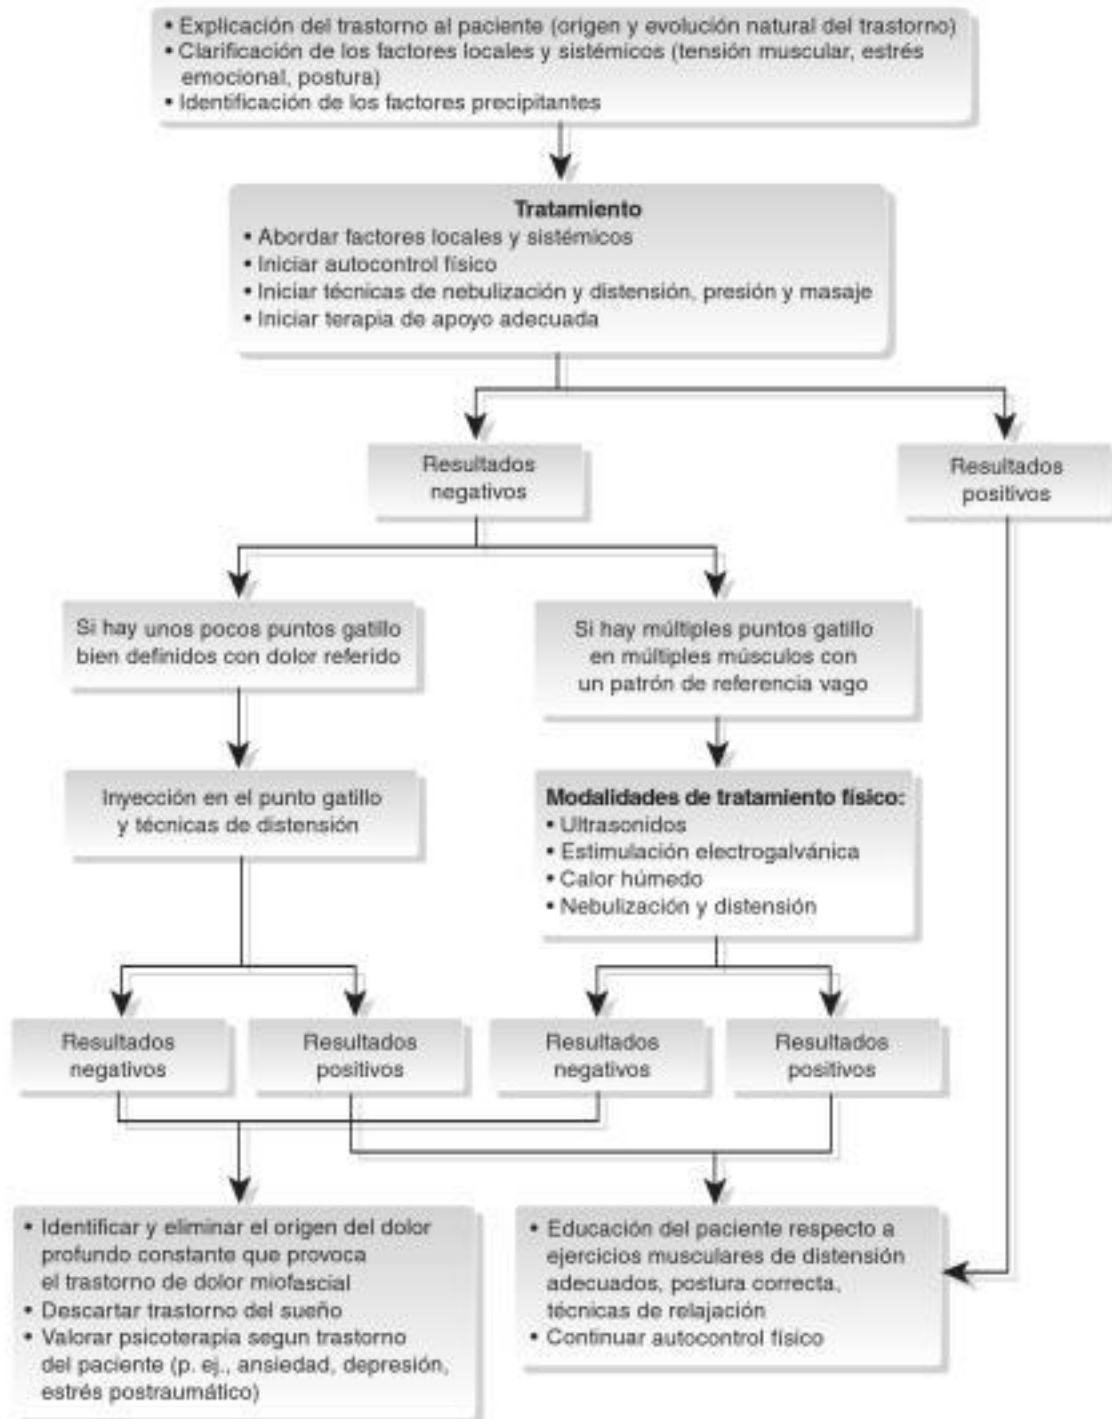 • Explicación del trastorno al paciente (origen y evolución natural del trastorno)
• Clarificación de los factores locales y sistémicos (tensión muscular, estrés
emocional, postura)
• Identificación de los factores precipitantes
Tratamiento
• Abordar factores locales y sistémicos
• Iniciar autocontrol físico
• Iniciar técnicas de nebulización y distensión, presión y masaje
• Iniciar terapia de apoyo adecuada
Resultados
negativos
Resultados
positivos
Si hay unos pocos puntos gatillo
bien definidos con dolor referido
Si hay múltiples puntos gatillo
en múltiples músculos con
un patrón de referencia vago
Inyección en el punto gatillo
y técnicas de distensión
Modalidades de tratamiento físico:
• Ultrasonidos
• Estimulación electrogalvánica
• Calor húmedo
• Nebulización y distensión
Resultados
negativos
Resultados
positivos
Resultados
negativos
Resultados
positivos
• Identificar y eliminar el origen del dolor
profundo constante que provoca
el trastorno de dolor miofascial
• Descartar trastorno del sueño
• Valorar psicoterapia segun trastorno
del paciente (p. ej., ansiedad, depresión,
estrés postraumático)
• Educación del paciente respecto a
ejercicios musculares de distensión
adecuados, postura correcta,
técnicas de relajación
• Continuar autocontrol físico